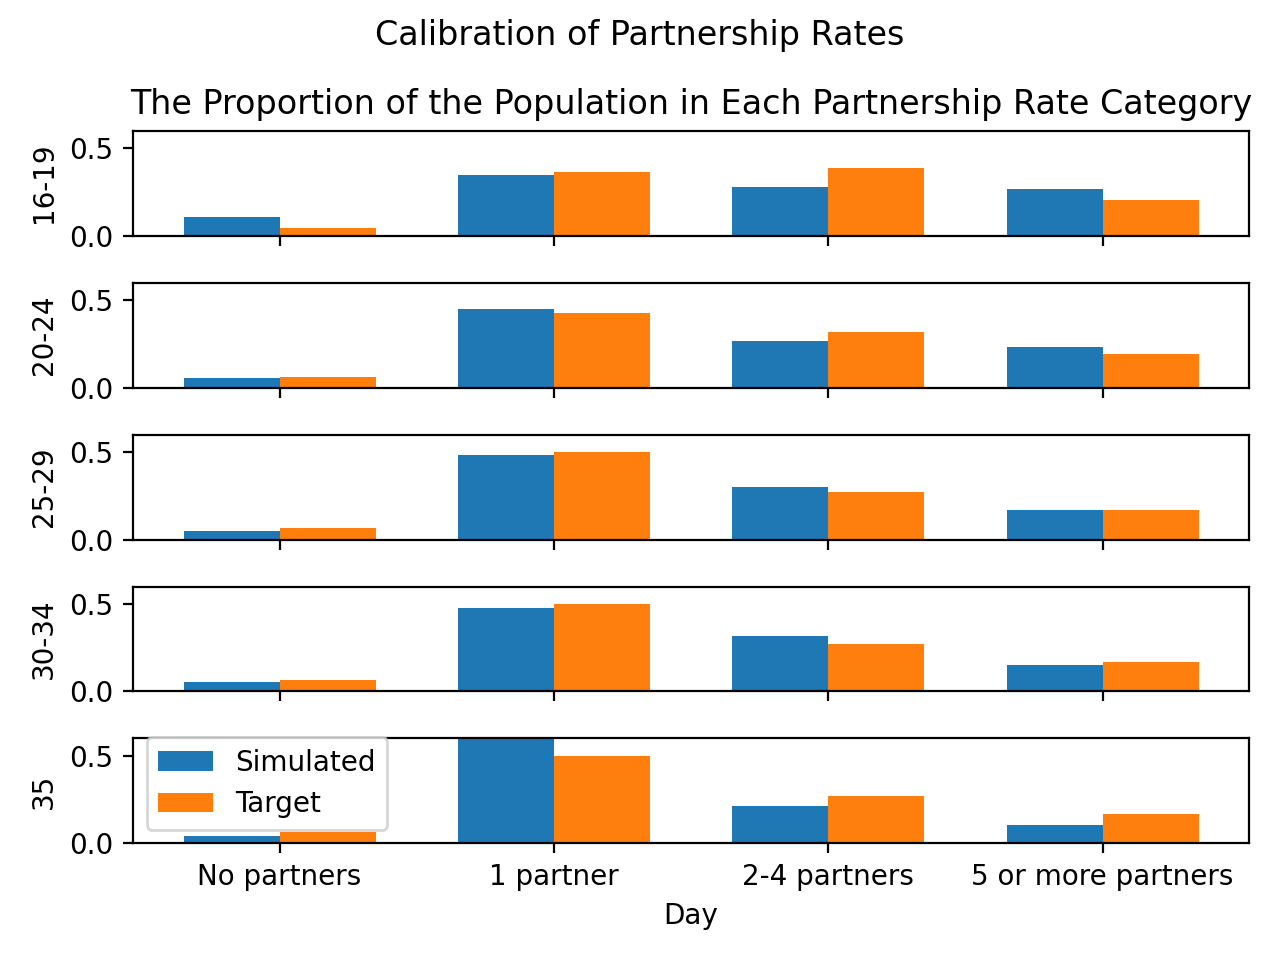 Calibration of Partnership Rates
The Proportion of the Population in Each Partnership Rate Category
0.5
0.0
16-19
0.5
0.0
20-24
0.5
0.0
25-29
0.5
0.0
30-34
0.5
0.0
35
Simulated
Target
No partners
1 partner
2-4 partners
5 or more partners
Day